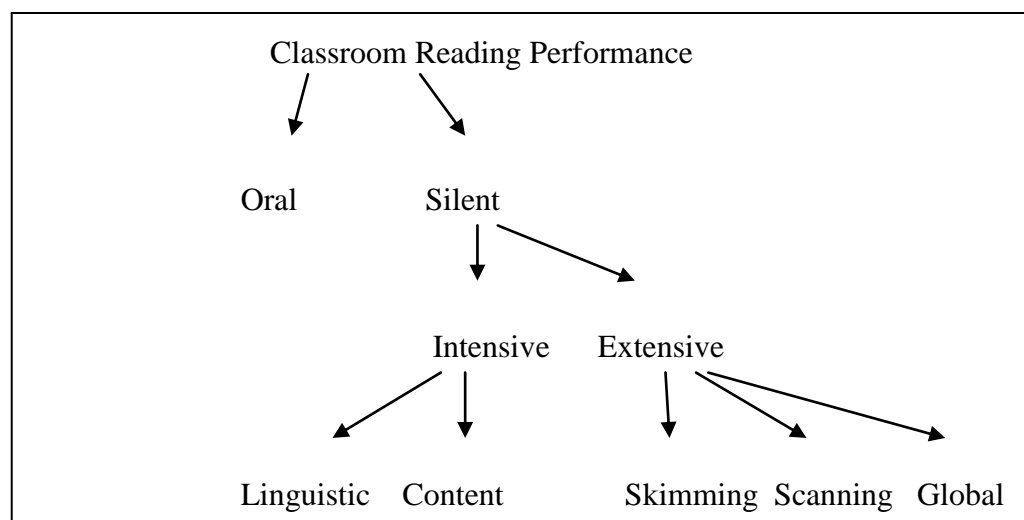 Classroom Reading Performance
Oral Silent
Intensive Extensive
Linguistic Content Skimming Scanning Global